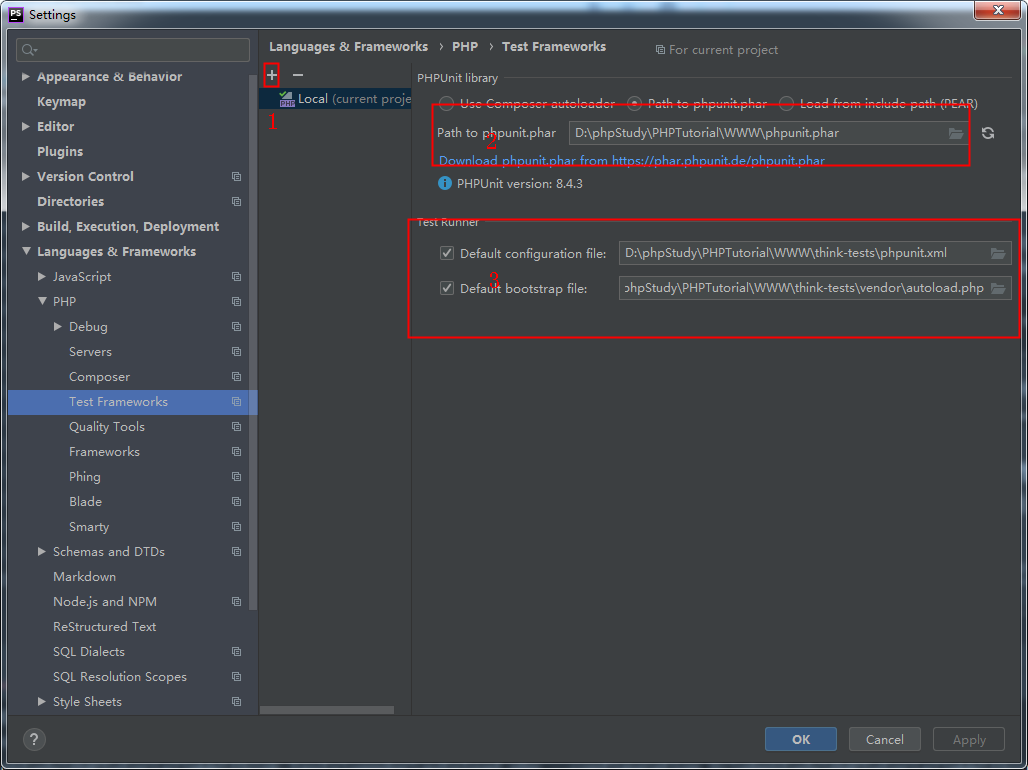 PS Settings
Languages & Frameworks › PHP › Test Frameworks For current project
Appearance & Behavior
Keymap
Editor
Plugins
Version Control
Directories
Build, Execution, Deployment
Languages & Frameworks
JavaScript
PHP
Debug
Servers
Composer
Test Frameworks
Quality Tools
Frameworks
Phing
Blade
Smarty
Schemas and DTDs
Markdown
Node.js and NPM
ReStructured Text
SQL Dialects
SQL Resolution Scopes
Style Sheets
+ −
PHP Local (current proje
1
PHPUnit library
Use Composer autoloader Path to phpunit.phar Load from include path (PEAR)
Path to phpunit.phar D:\phpStudy\PHPTutorial\WWW\phpunit.phar
2
Download phpunit.phar from https://phar.phpunit.de/phpunit.phar
PHPUnit version: 8.4.3
Test Runner
Default configuration file: D:\phpStudy\PHPTutorial\WWW\think-tests\phpunit.xml
3
Default bootstrap file: phpStudy\PHPTutorial\WWW\think-tests\vendor\autoload.php
? OK Cancel Apply